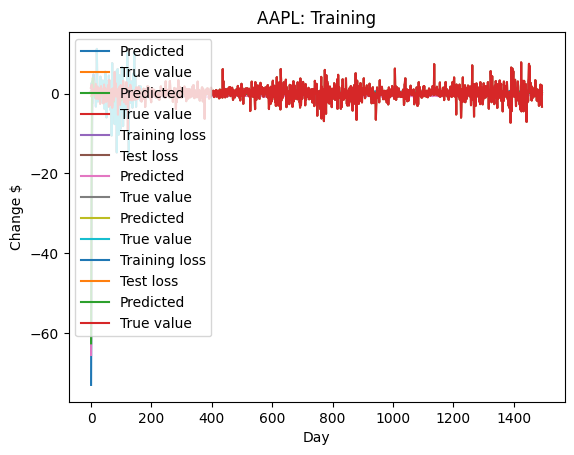 AAPL: Training
Predicted
True value
Predicted
True value
Training loss
Test loss
Predicted
True value
Predicted
True value
Training loss
Test loss
Predicted
True value
Change $
0
−20
−40
−60
0
200
400
600
800
1000
1200
1400
Day